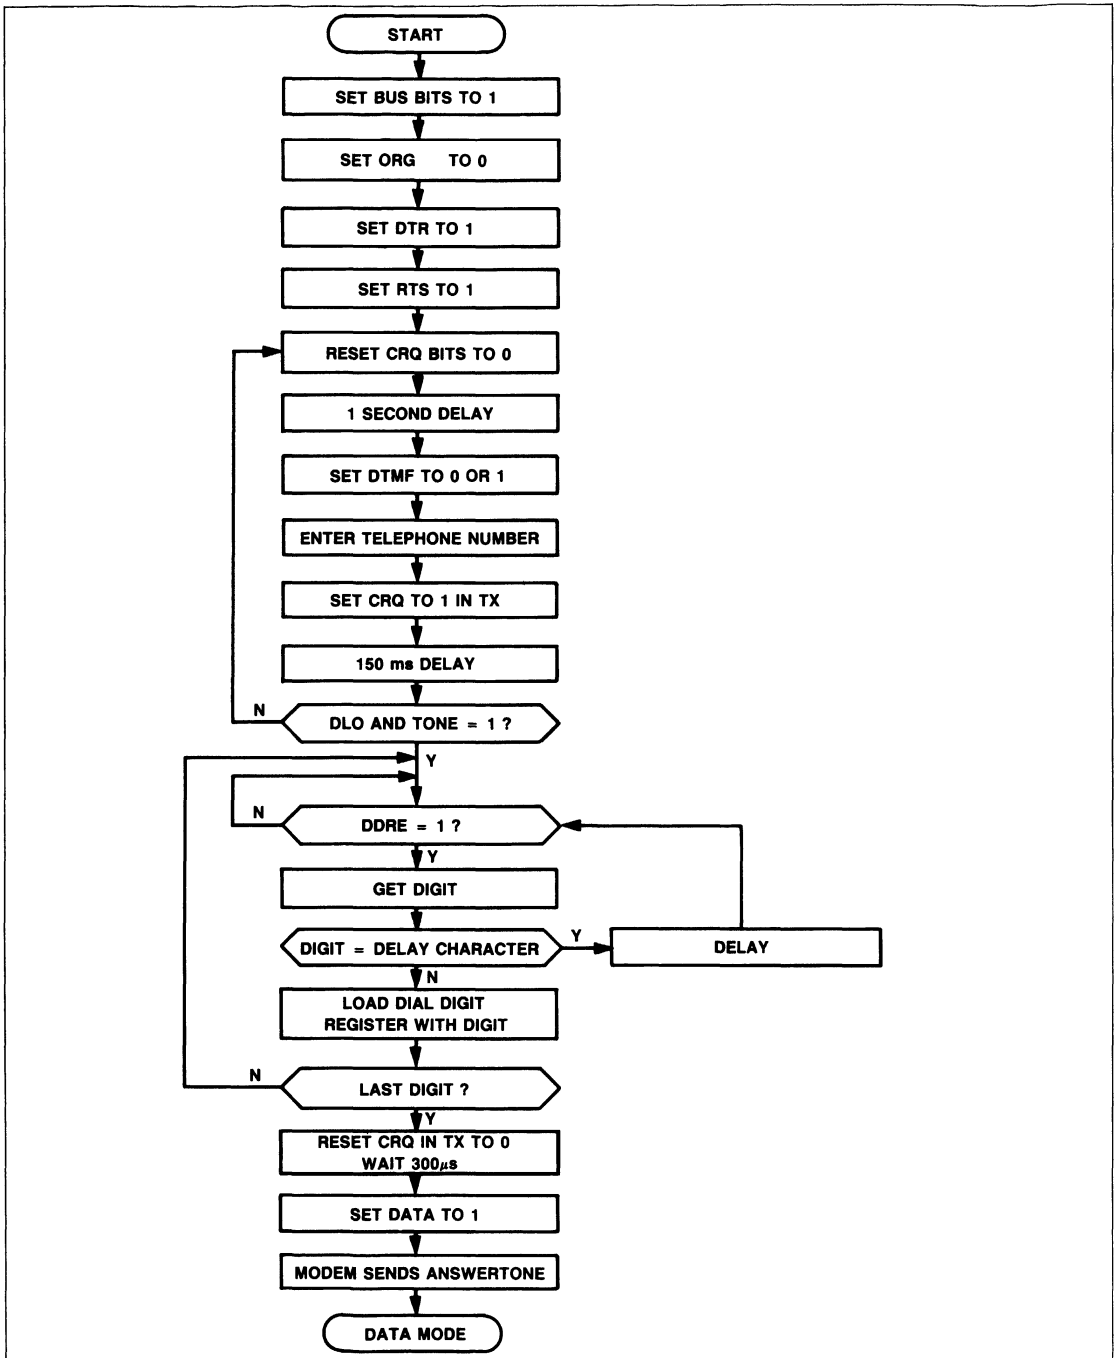 START
SET BUS BITS TO 1
SET ORG TO 0
SET DTR TO 1
SET RTS TO 1
RESET CRQ BITS TO 0
1 SECOND DELAY
SET DTMF TO 0 OR 1
ENTER TELEPHONE NUMBER
SET CRQ TO 1 IN TX
150 ms DELAY
N
DLO AND TONE = 1 ?
Y
N
DDRE = 1 ?
Y
GET DIGIT
DIGIT = DELAY CHARACTER
Y
DELAY
N
LOAD DIAL DIGIT
REGISTER WITH DIGIT
N
LAST DIGIT ?
Y
RESET CRQ IN TX TO 0
WAIT 300µs
SET DATA TO 1
MODEM SENDS ANSWERTONE
DATA MODE